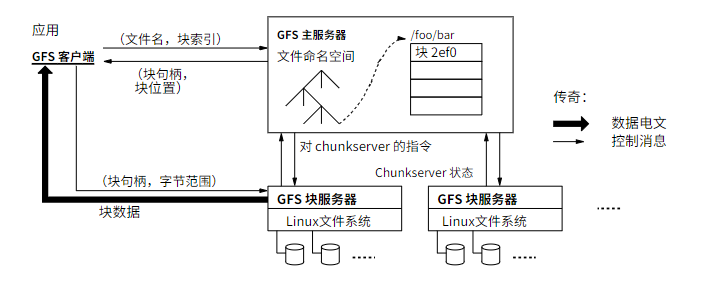 应用
GFS 客户端
（文件名，块索引）
（块句柄，
块位置）
GFS 主服务器
文件命名空间
/foo/bar
块 2ef0
传奇：
数据电文
控制消息
对 chunkserver 的指令
Chunkserver 状态
（块句柄，字节范围）
块数据
GFS 块服务器
Linux文件系统
GFS 块服务器
Linux文件系统